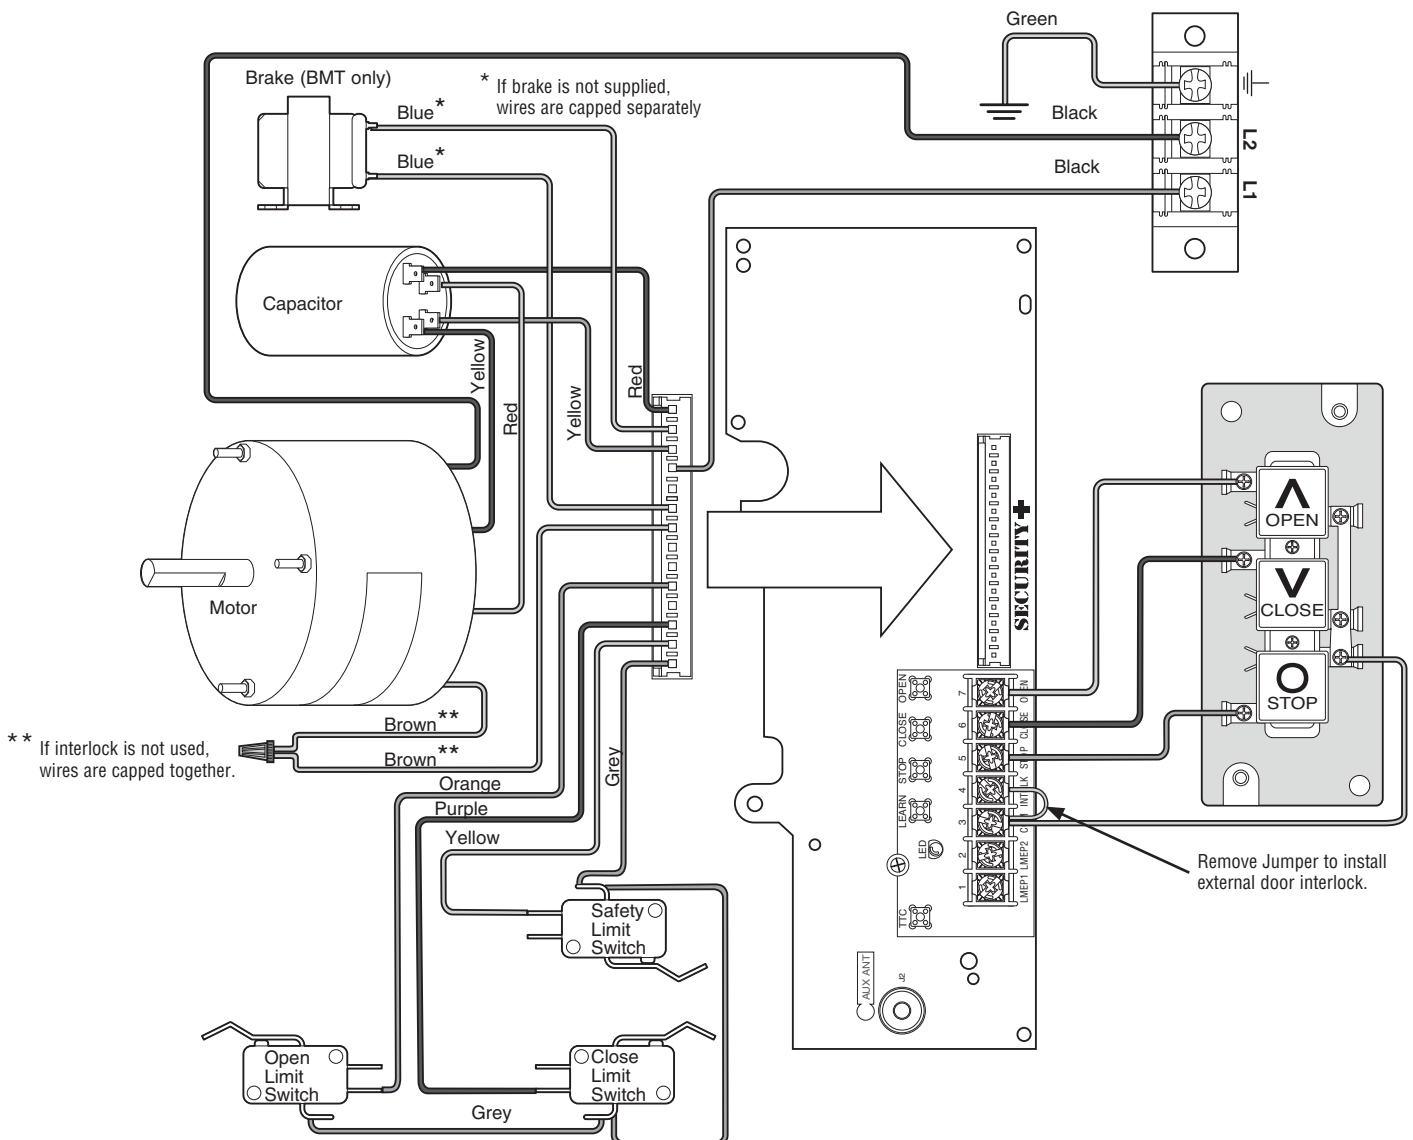 Green
Brake (BMT only)
* If brake is not supplied,
wires are capped separately
Blue*
Black
L2
Blue*
Black
L1
Capacitor
Yellow
Red
Yellow
Red
SECURITY+
OPEN
CLOSE
STOP
Motor
Brown**
** If interlock is not used,
wires are capped together.
Brown**
Orange
Purple
Yellow
Grey
OPEN
CLOSE
STOP
LEARN
LED
TTC
7
6
5
4
3
2
1
OPEN
STOP
LMEP2
LMEP1
Remove Jumper to install
external door interlock.
Safety
Limit
Switch
AUX ANT
J2
Open
Limit
Switch
Close
Limit
Switch
Grey